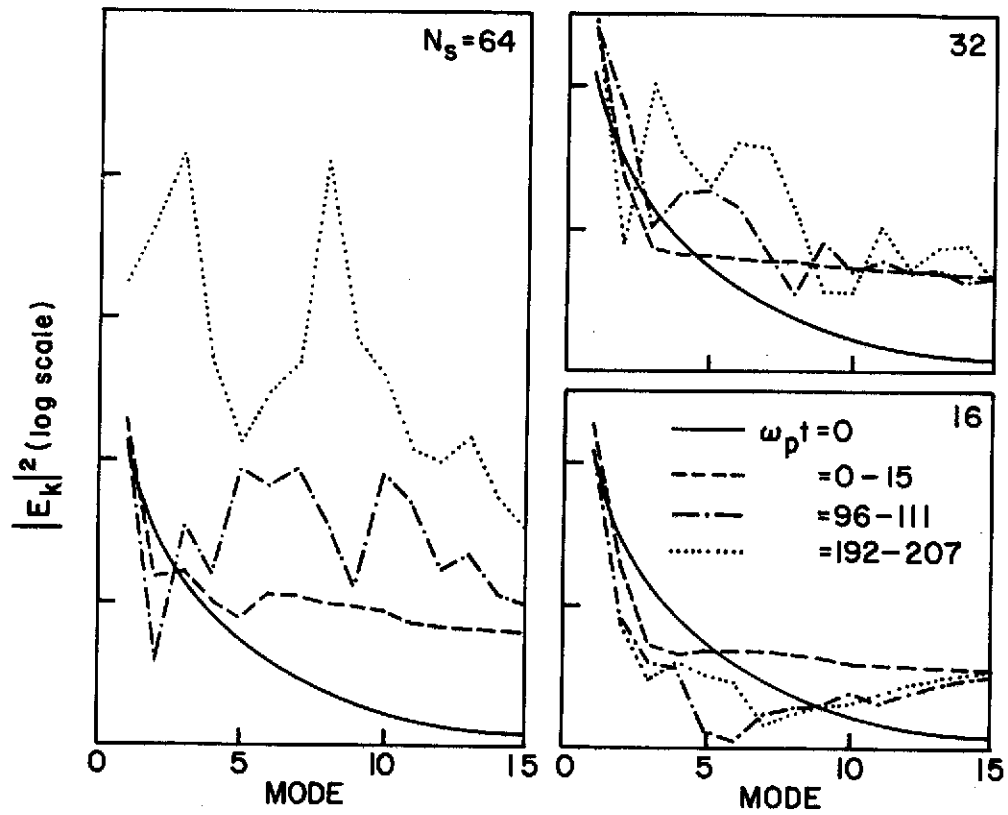 N_s=64
|E_k|² (log scale)
0 5 10 15
MODE
32
16
ω_p t=0
=0-15
=96-111
=192-207
0 5 10 15
MODE